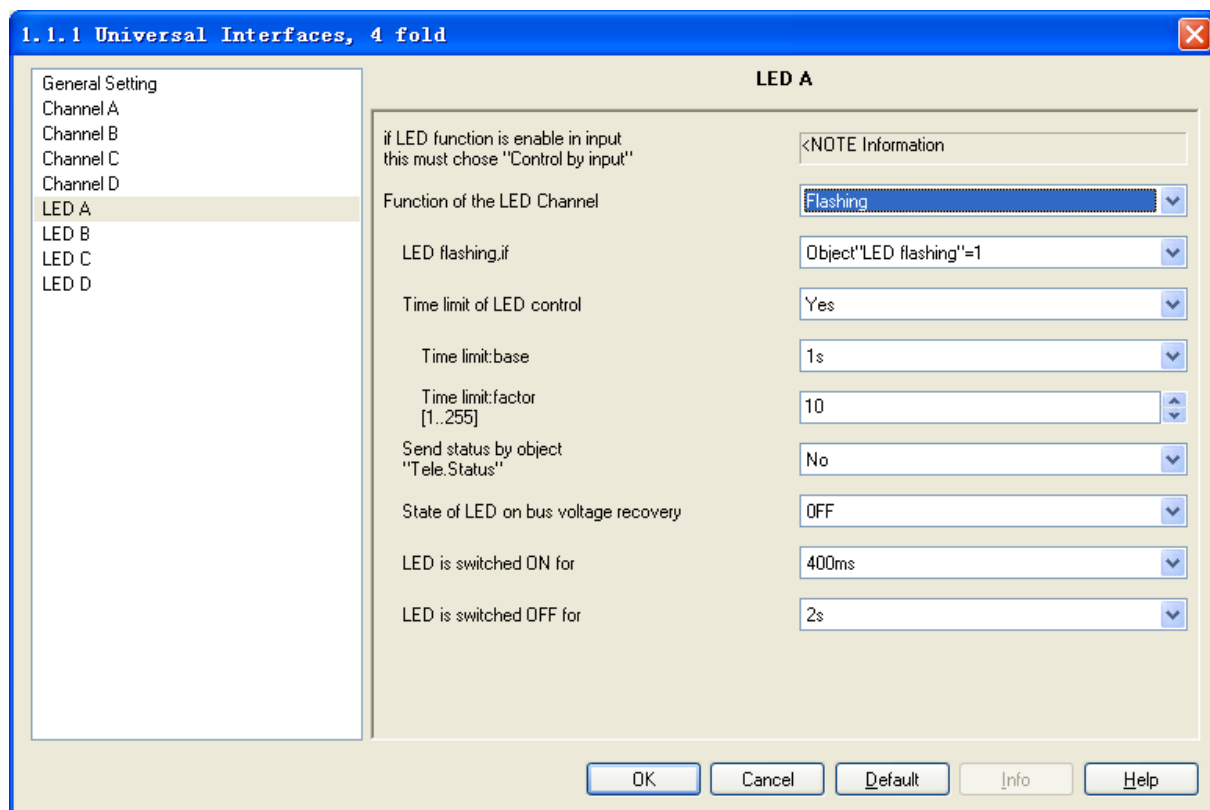 1.1.1 Universal Interfaces, 4 fold
General Setting
Channel A
Channel B
Channel C
Channel D
LED A
LED B
LED C
LED D
LED A
if LED function is enable in input
this must chose "Control by input"
<NOTE Information
Function of the LED Channel
Flashing
LED flashing,if
Object"LED flashing"=1
Time limit of LED control
Yes
Time limit:base
1s
Time limit:factor
[1..255]
10
Send status by object
"Tele.Status"
No
State of LED on bus voltage recovery
OFF
LED is switched ON for
400ms
LED is switched OFF for
2s
OK
Cancel
Default
Info
Help